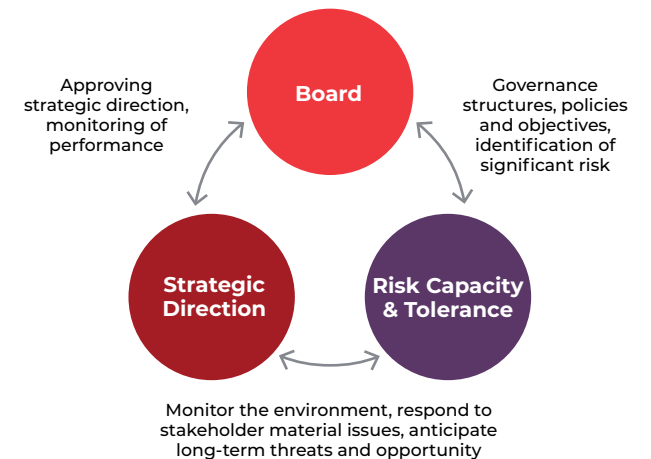 Board
Approving
strategic direction,
monitoring of
performance
Governance
structures, policies
and objectives,
identification of
significant risk
Strategic
Direction
Risk Capacity
& Tolerance
Monitor the environment, respond to
stakeholder material issues, anticipate
long-term threats and opportunity